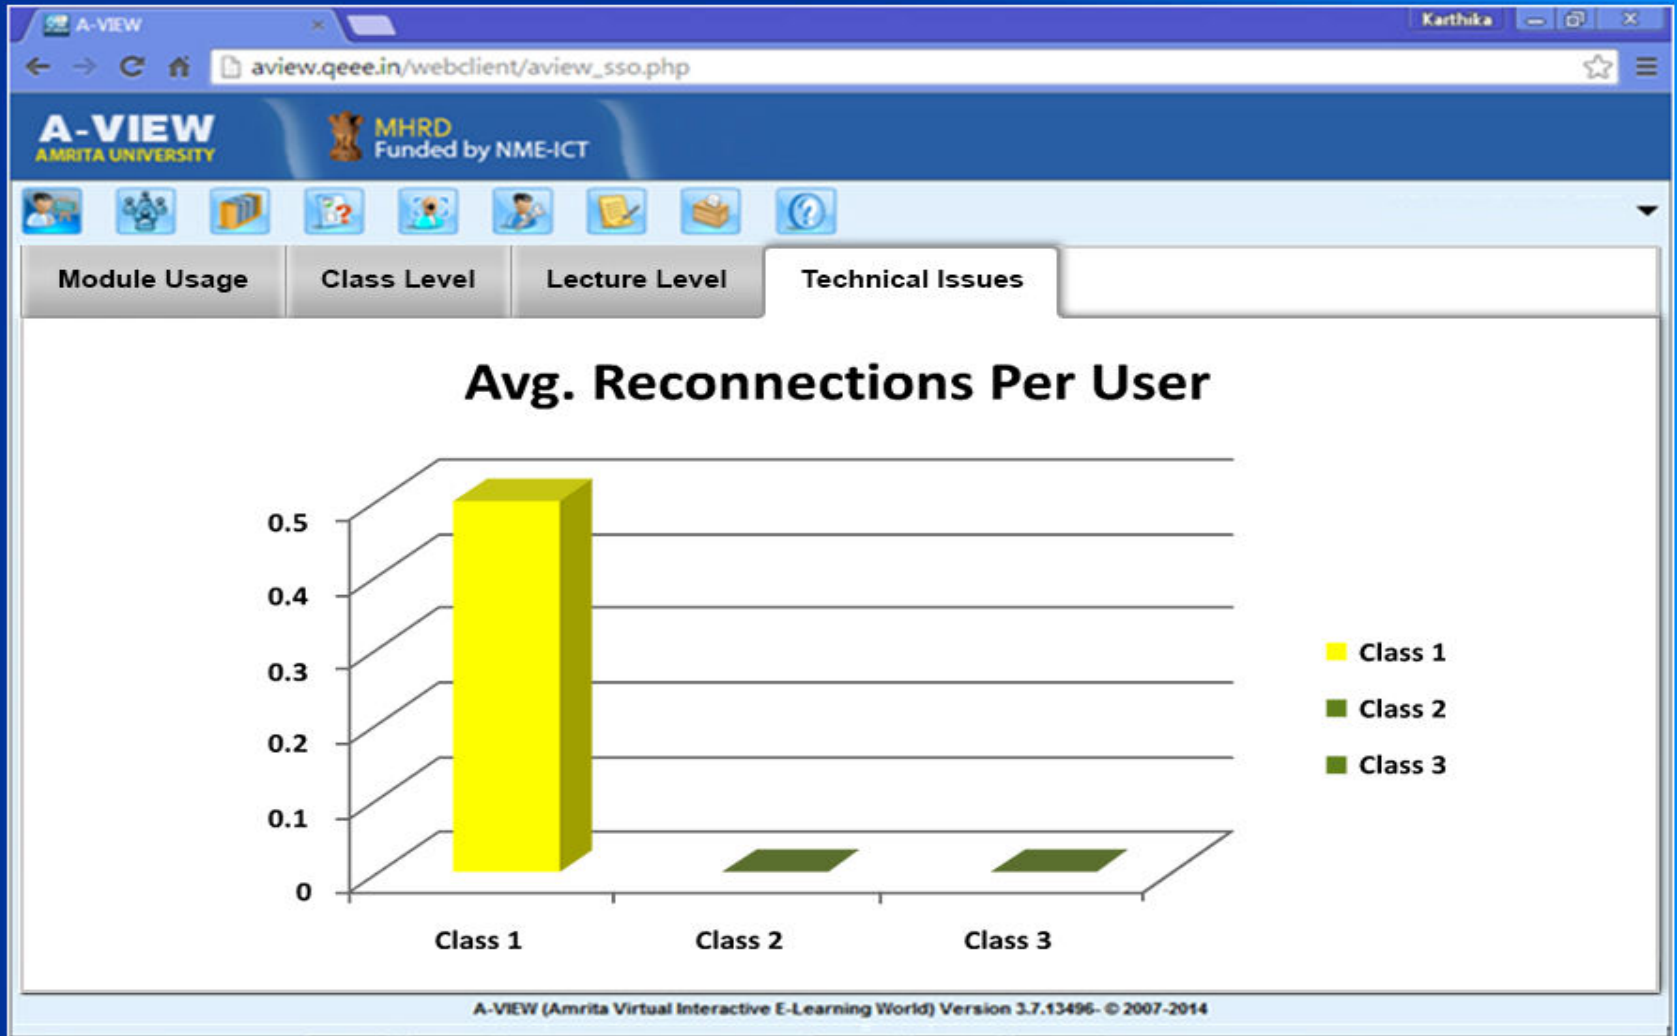 A-VIEW
Karthika
aview.qeee.in/webclient/aview_sso.php
A-VIEW
AMRITA UNIVERSITY
MHRD
Funded by NME-ICT
Module Usage
Class Level
Lecture Level
Technical Issues
Avg. Reconnections Per User
0.5
0.4
0.3
0.2
0.1
0
Class 1
Class 2
Class 3
Class 1
Class 2
Class 3
A-VIEW (Amrita Virtual Interactive E-Learning World) Version 3.7.13496- © 2007-2014